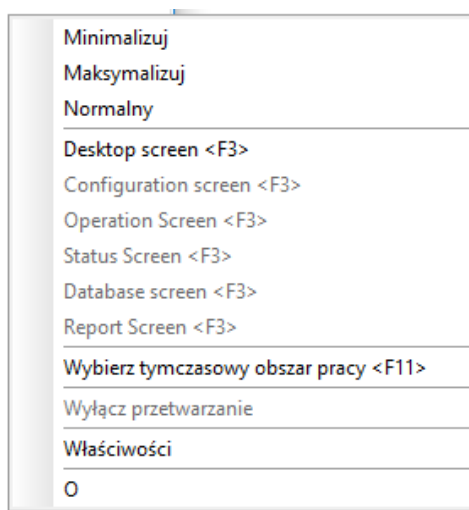 Minimalizuj
Maksymalizuj
Normalny
Desktop screen <F3>
Configuration screen <F3>
Operation Screen <F3>
Status Screen <F3>
Database screen <F3>
Report Screen <F3>
Wybierz tymczasowy obszar pracy <F11>
Wyłącz przetwarzanie
Właściwości
O